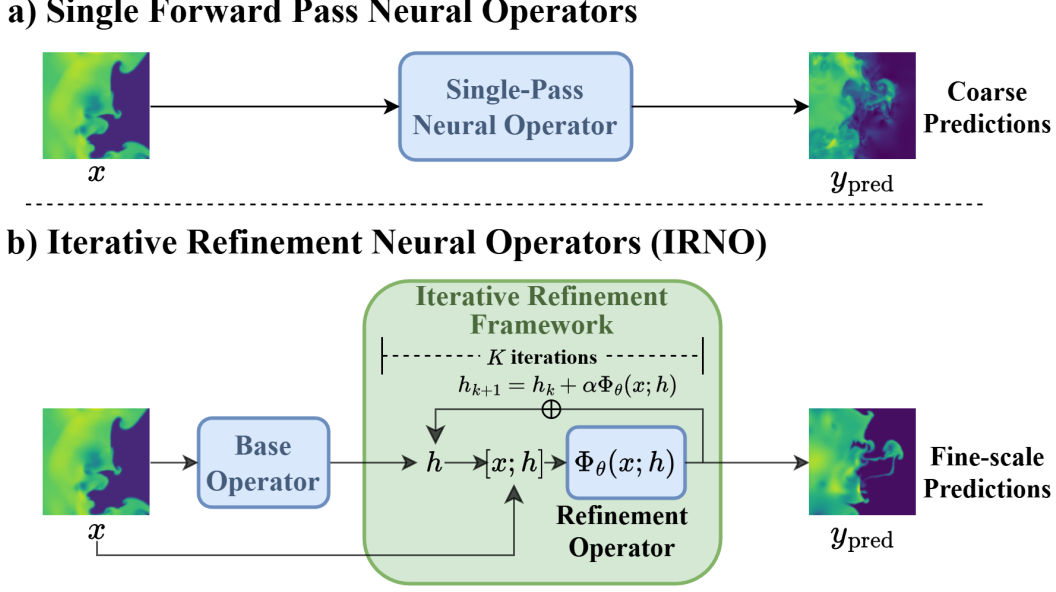 a) Single Forward Pass Neural Operators
Single-Pass
Neural Operator
Coarse
Predictions
x
y_pred
b) Iterative Refinement Neural Operators (IRNO)
Iterative Refinement
Framework
K iterations
h_{k+1} = h_k + αΦ_θ(x; h)
⊕
Base
Operator
h
[x; h]
Φ_θ(x; h)
Fine-scale
Predictions
Refinement
Operator
x
y_pred